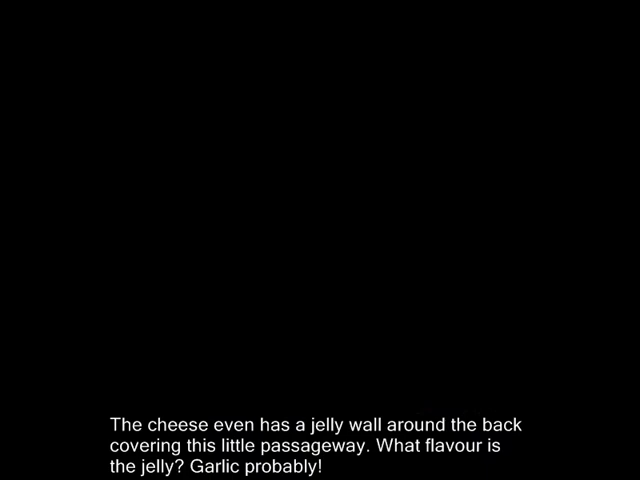 The cheese even has a jelly wall around the back
covering this little passageway. What flavour is
the jelly? Garlic probably!